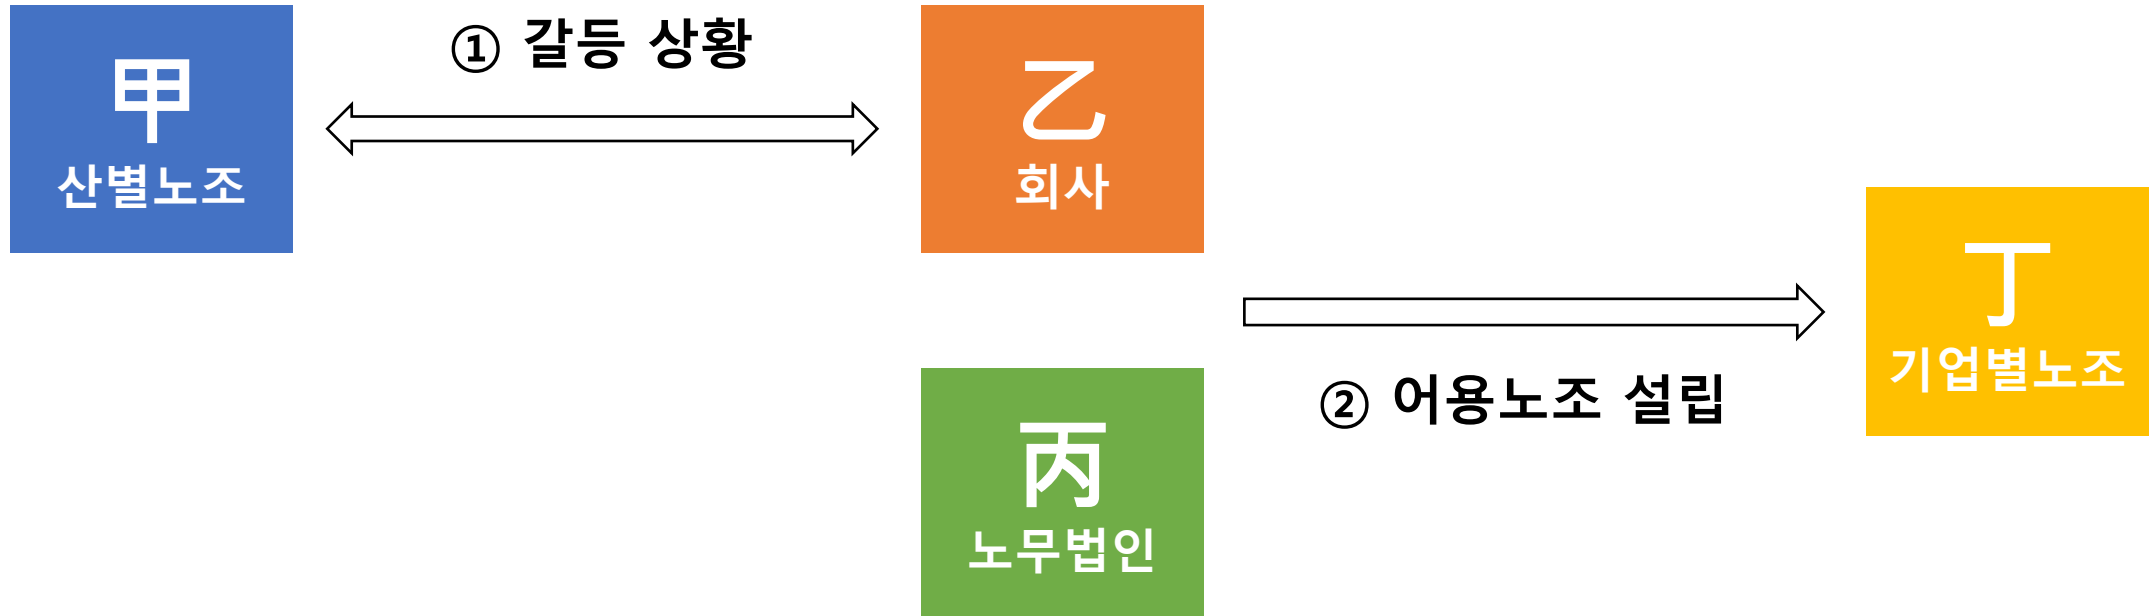 ① 갈등 상황
甲
산별노조
乙
회사
② 어용노조 설립
丙
노무법인
丁
기업별노조